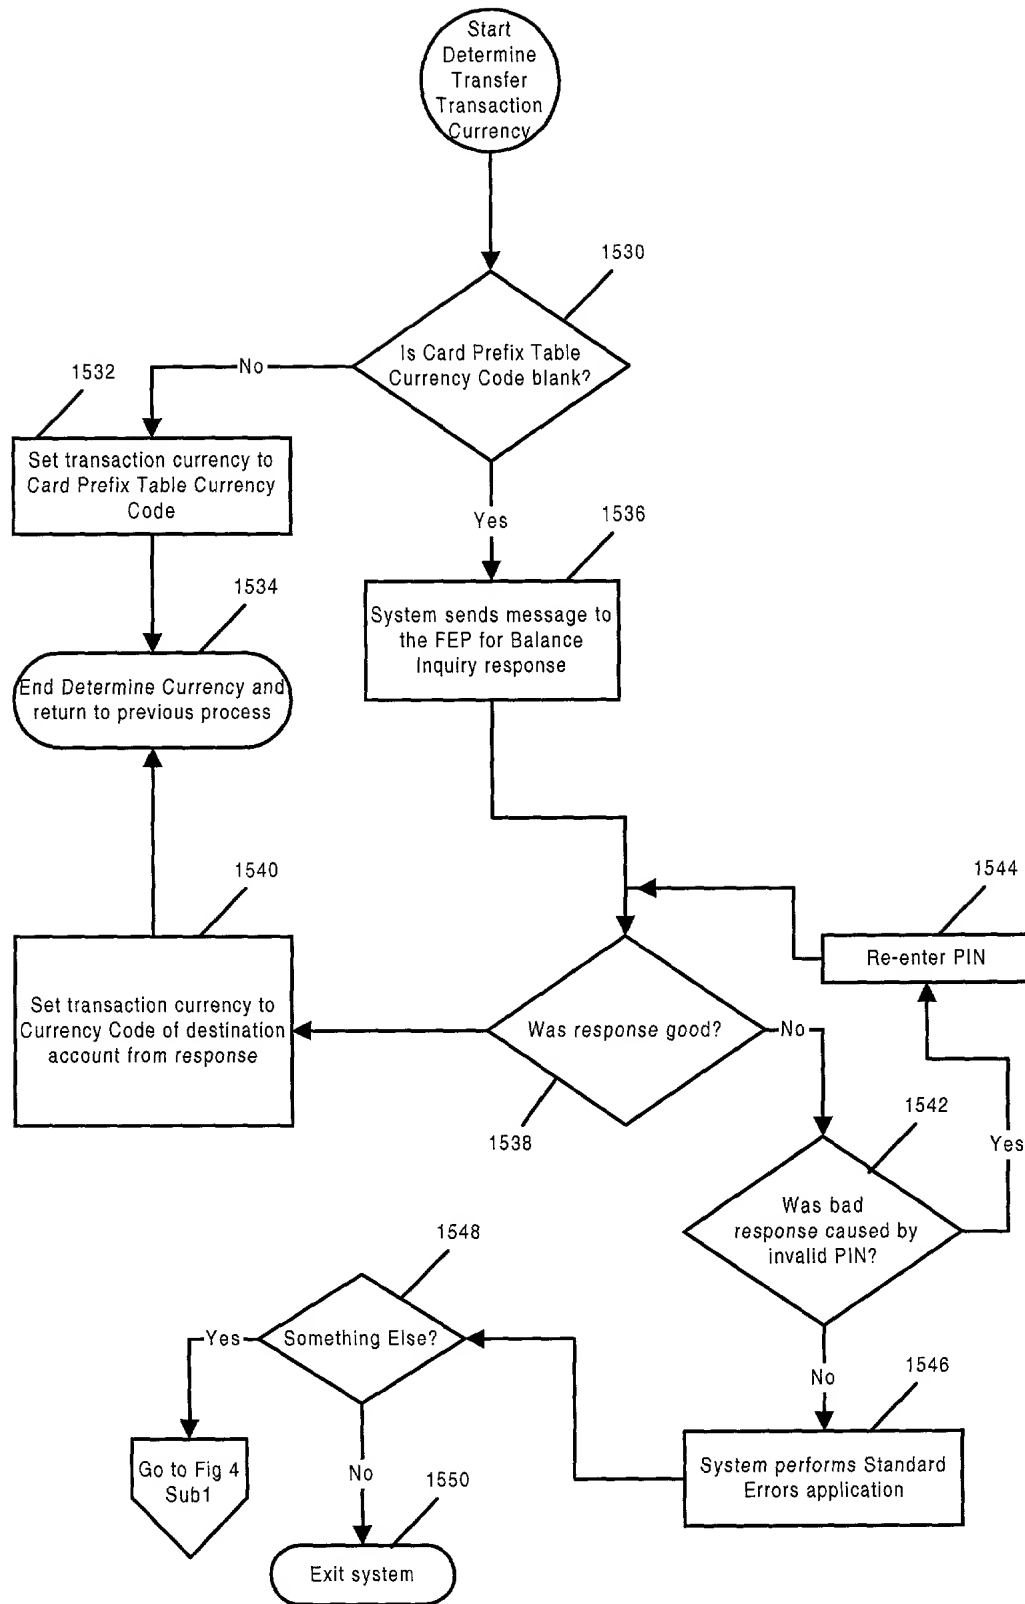 Start
Determine
Transfer
Transaction
Currency
1530
Is Card Prefix Table
Currency Code blank?
No
1532
Set transaction currency to
Card Prefix Table Currency
Code
Yes
1536
System sends message to
the FEP for Balance
Inquiry response
1534
End Determine Currency and
return to previous process
1540
Set transaction currency to
Currency Code of destination
account from response
Was response good?
1538
No
1544
Re-enter PIN
1542
Was bad
response caused by
invalid PIN?
Yes
No
1546
System performs Standard
Errors application
1548
Something Else?
Yes
Go to Fig 4
Sub1
No
1550
Exit system